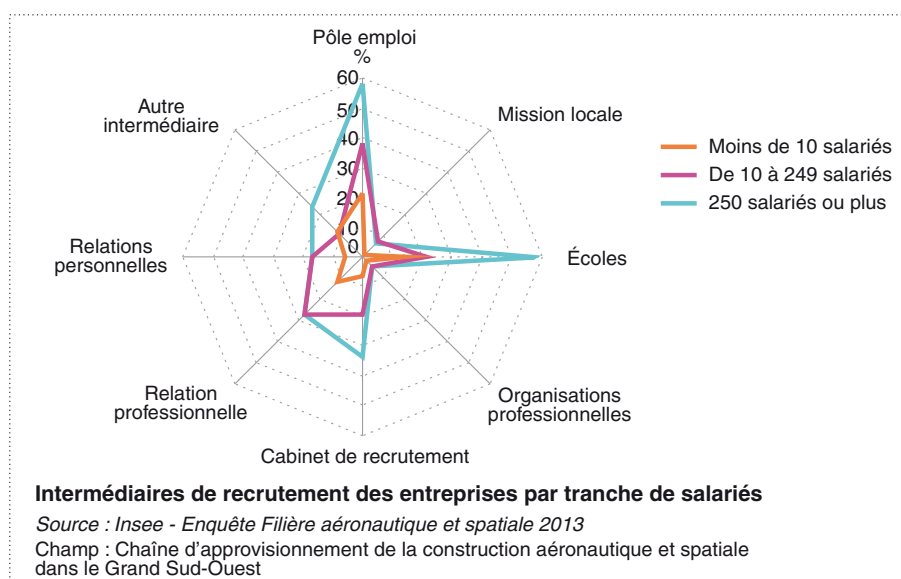 Pôle emploi
%
60
50
40
30
20
10
0
Mission locale
Écoles
Organisations
professionnelles
Cabinet de recrutement
Relation
professionnelle
Relations
personnelles
Autre
intermédiaire
Moins de 10 salariés
De 10 à 249 salariés
250 salariés ou plus
Intermédiaires de recrutement des entreprises par tranche de salariés
Source : Insee - Enquête Filière aéronautique et spatiale 2013
Champ : Chaîne d'approvisionnement de la construction aéronautique et spatiale
dans le Grand Sud-Ouest